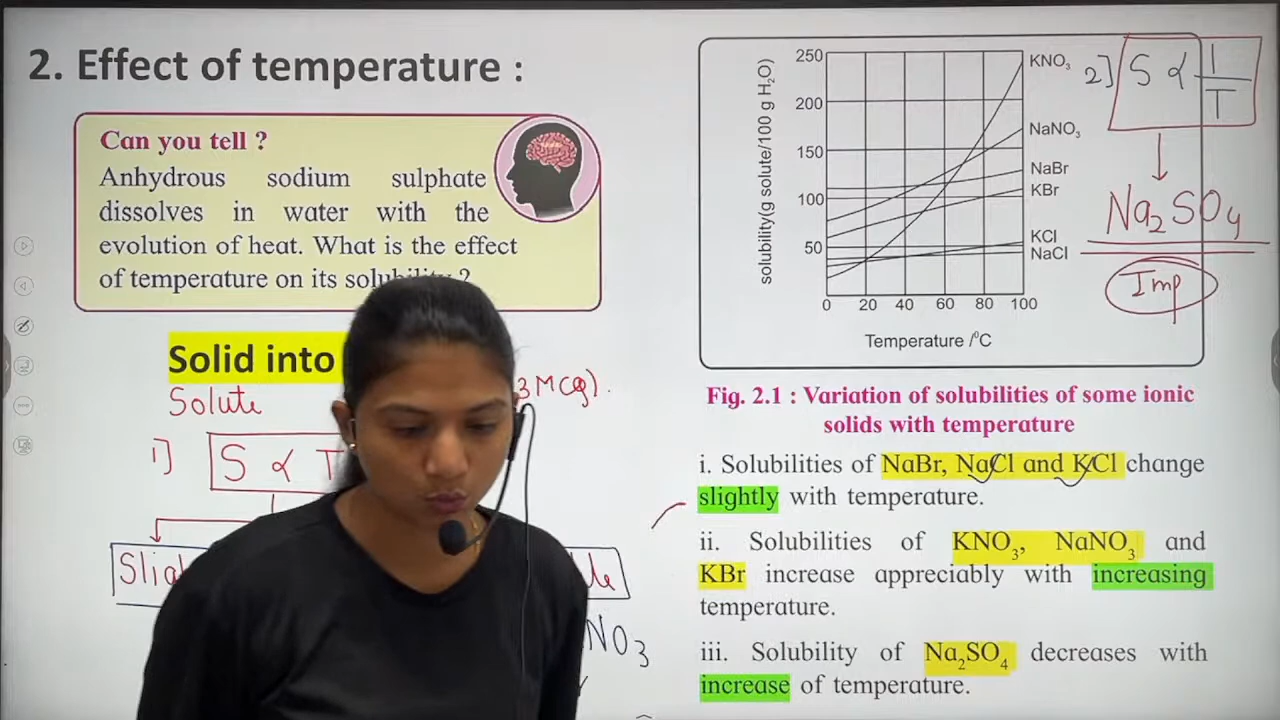 2. Effect of temperature :
Can you tell ?
Anhydrous sodium sulphate
dissolves in water with the
evolution of heat. What is the effect
of temperature on its solubility ?
Solid into
Solute
3M(q).
1] S ∝ T
NO₃
250
200
150
100
50
0 20 40 60 80 100
solubility(g solute/100 g H₂O)
Temperature /⁰C
KNO₃
NaNO₃
NaBr
KBr
KCl
NaCl
2] S ∝ 1/T
Na₂SO₄
Imp
Fig. 2.1 : Variation of solubilities of some ionic
solids with temperature
i. Solubilities of NaBr, NaCl and KCl change
slightly with temperature.
ii. Solubilities of KNO₃, NaNO₃ and
KBr increase appreciably with increasing
temperature.
iii. Solubility of Na₂SO₄ decreases with
increase of temperature.